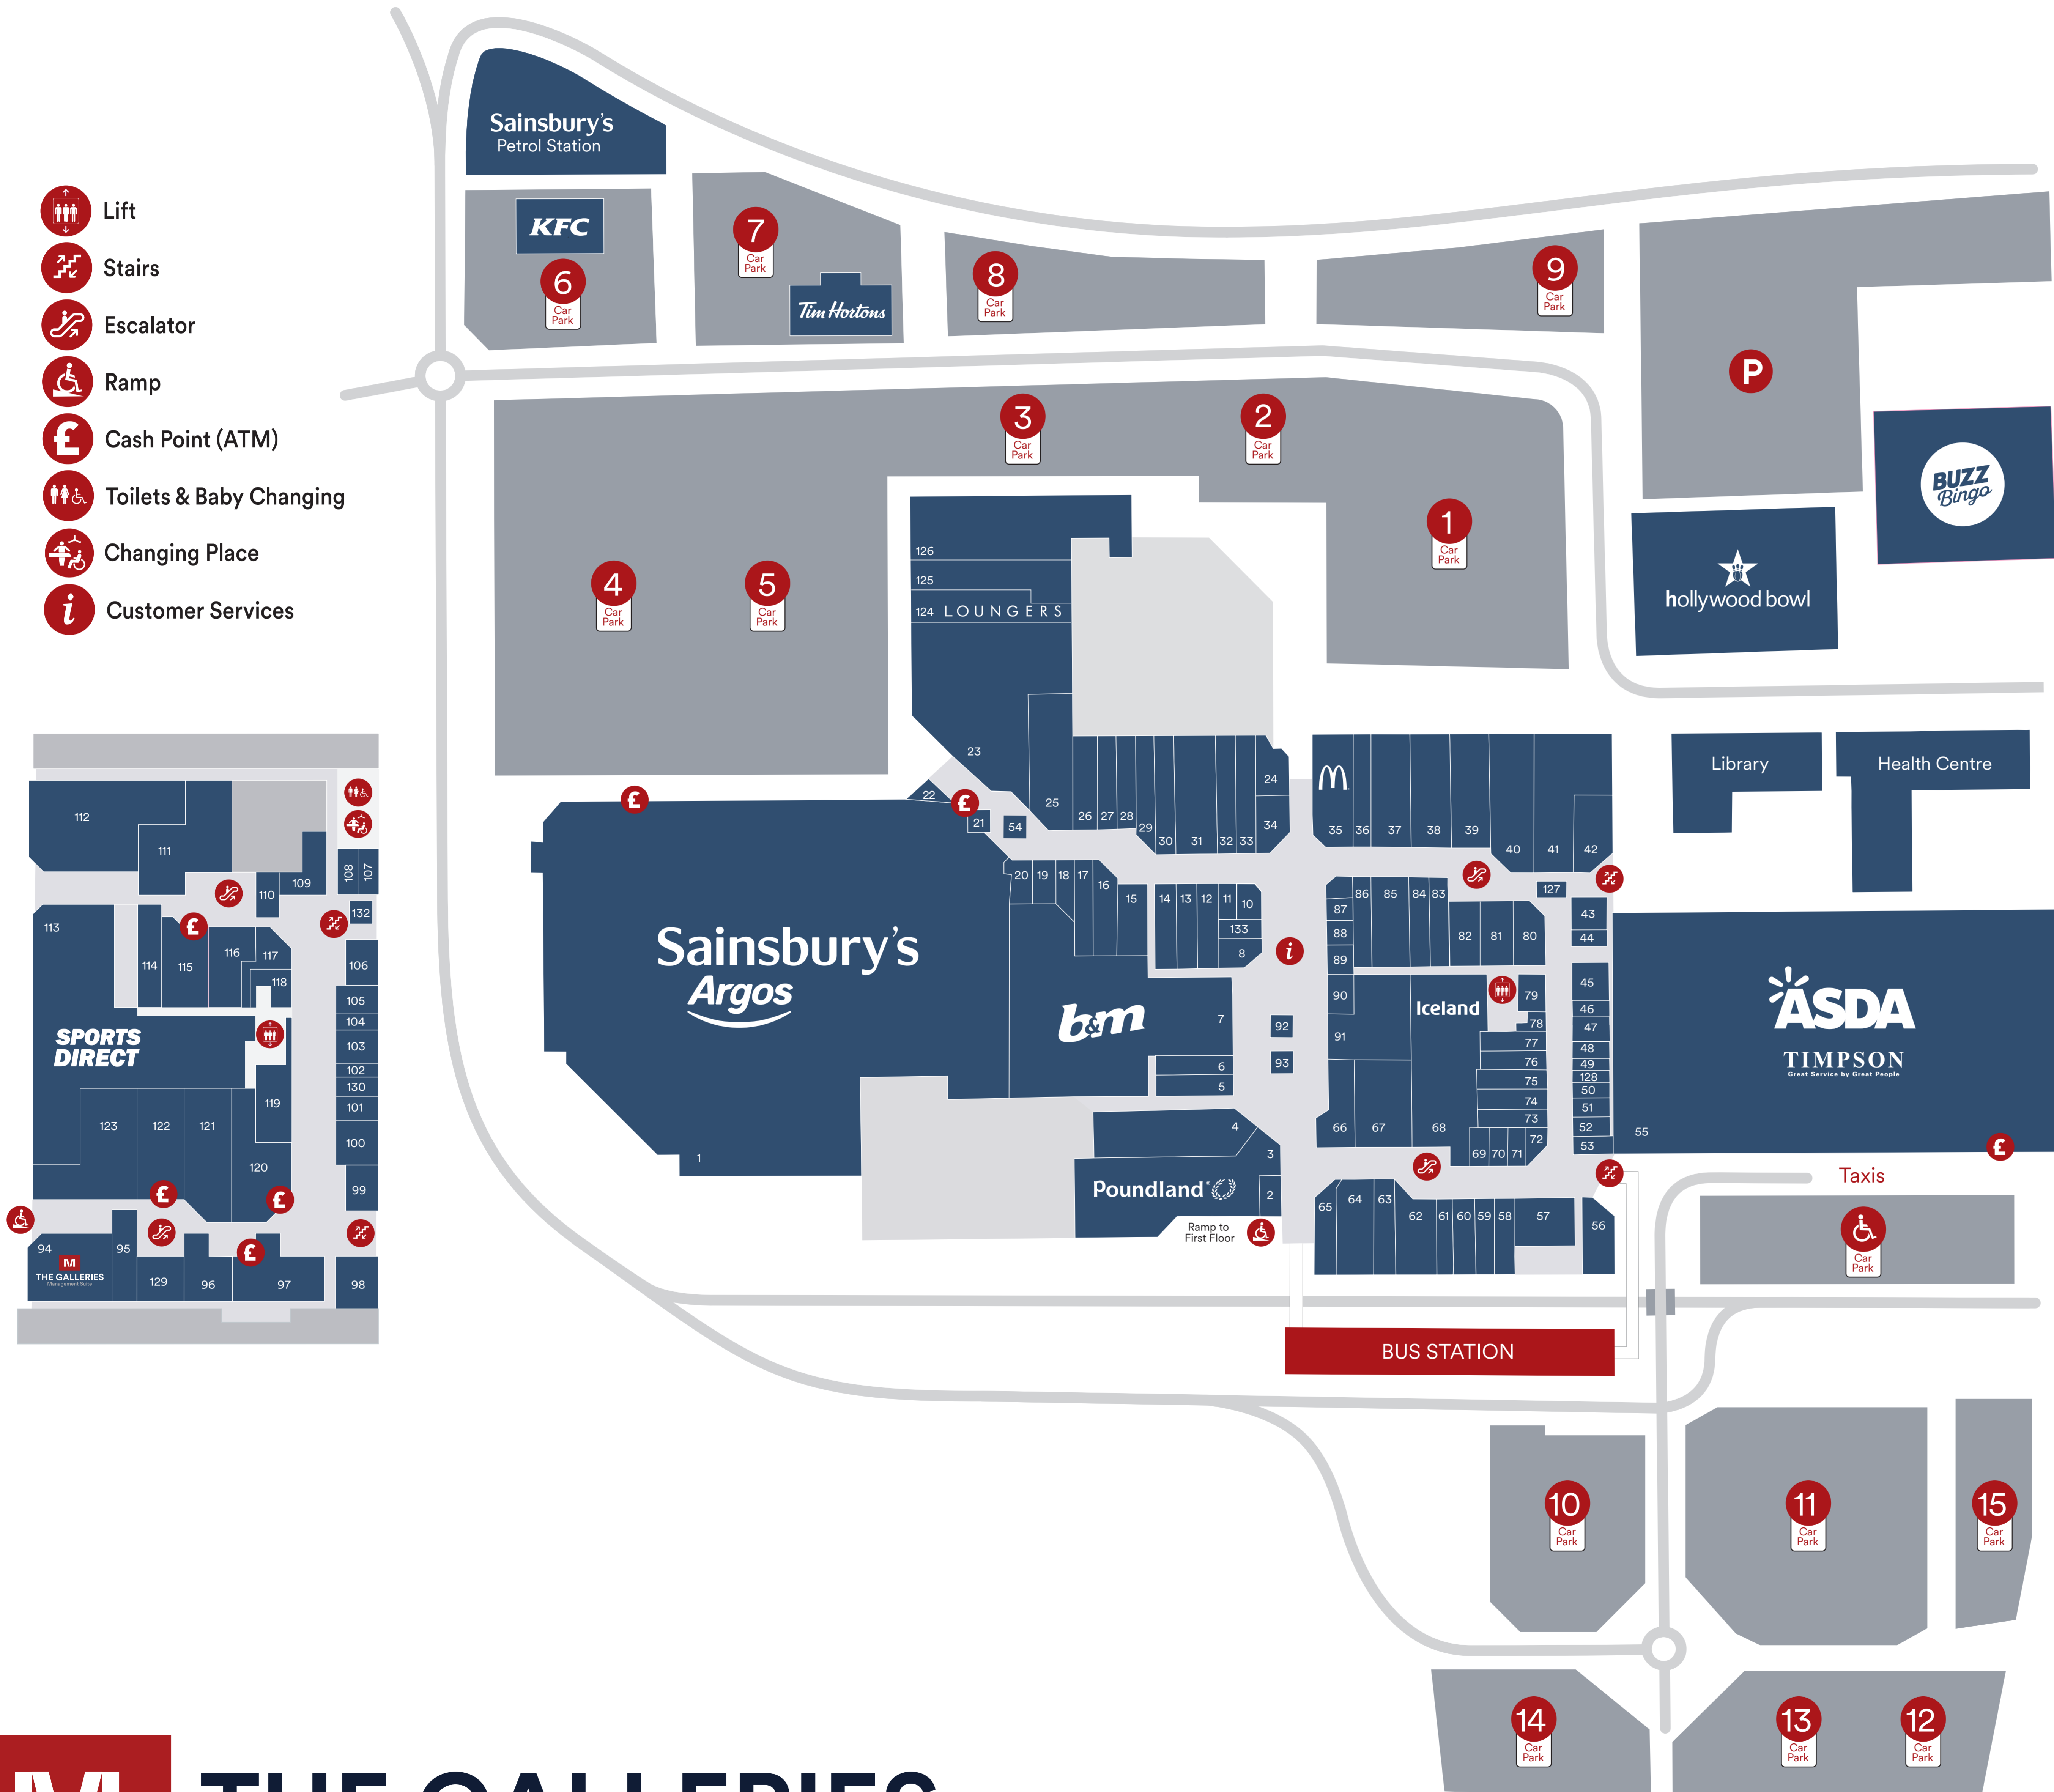 Sainsbury's
Petrol Station
KFC
6
Car
Park
7
Car
Park
Tim Hortons
8
Car
Park
9
Car
Park
P
BUZZ
Bingo
hollywood bowl
Lift
Stairs
Escalator
Ramp
£
Cash Point (ATM)
Toilets & Baby Changing
Changing Place
i
Customer Services
3
Car
Park
2
Car
Park
1
Car
Park
4
Car
Park
5
Car
Park
126
125
124 LOUNGERS
23
25
26 27 28 29 30 31 32 33
24
34
22
£
£
21
54
M
35 36 37 38 39 40 41 42
Library
Health Centre
20 19 18 17 16 15
14 13 12 11 10
133
8
i
86 85 84 83
87
88
89
82 81 80
127
43
44
Sainsbury's
Argos
1
b&m
7
6
5
92
93
90
91
Iceland
79
78
77
76
75
74
73
72
66 67 68 69 70 71
45
46
47
48
49
128
50
51
52
53
ASDA
TIMPSON
Great Service by Great People
55
£
4
3
Poundland
2
Ramp to
First Floor
65 64 63 62 61 60 59 58 57 56
Taxis
Car
Park
BUS STATION
112
111
110
109
108
107
132
113
£
114 115 116 117
118
106
105
104
103
102
130
101
100
99
SPORTS
DIRECT
119
123 122 121
120
£
£
94
M
THE GALLERIES
Management Suite
95
129
96
£
97
98
10
Car
Park
11
Car
Park
15
Car
Park
14
Car
Park
13
Car
Park
12
Car
Park
M
THE GALLERIES